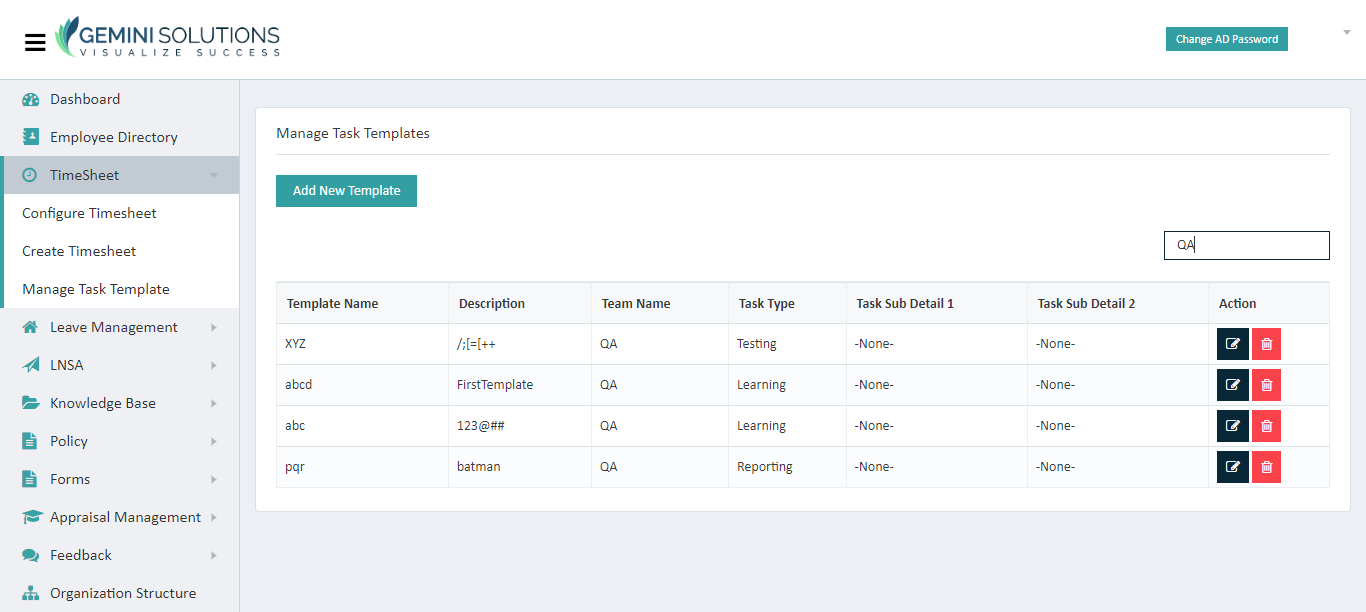 GEMINI SOLUTIONS
VISUALIZE SUCCESS
Change AD Password
Dashboard
Employee Directory
TimeSheet
Configure Timesheet
Create Timesheet
Manage Task Template
Leave Management
LNSA
Knowledge Base
Policy
Forms
Appraisal Management
Feedback
Organization Structure
Manage Task Templates
Add New Template
QA
Template Name Description Team Name Task Type Task Sub Detail 1 Task Sub Detail 2 Action
XYZ /;[=[++ QA Testing -None- -None-
abcd FirstTemplate QA Learning -None- -None-
abc 123@## QA Learning -None- -None-
pqr batman QA Reporting -None- -None-